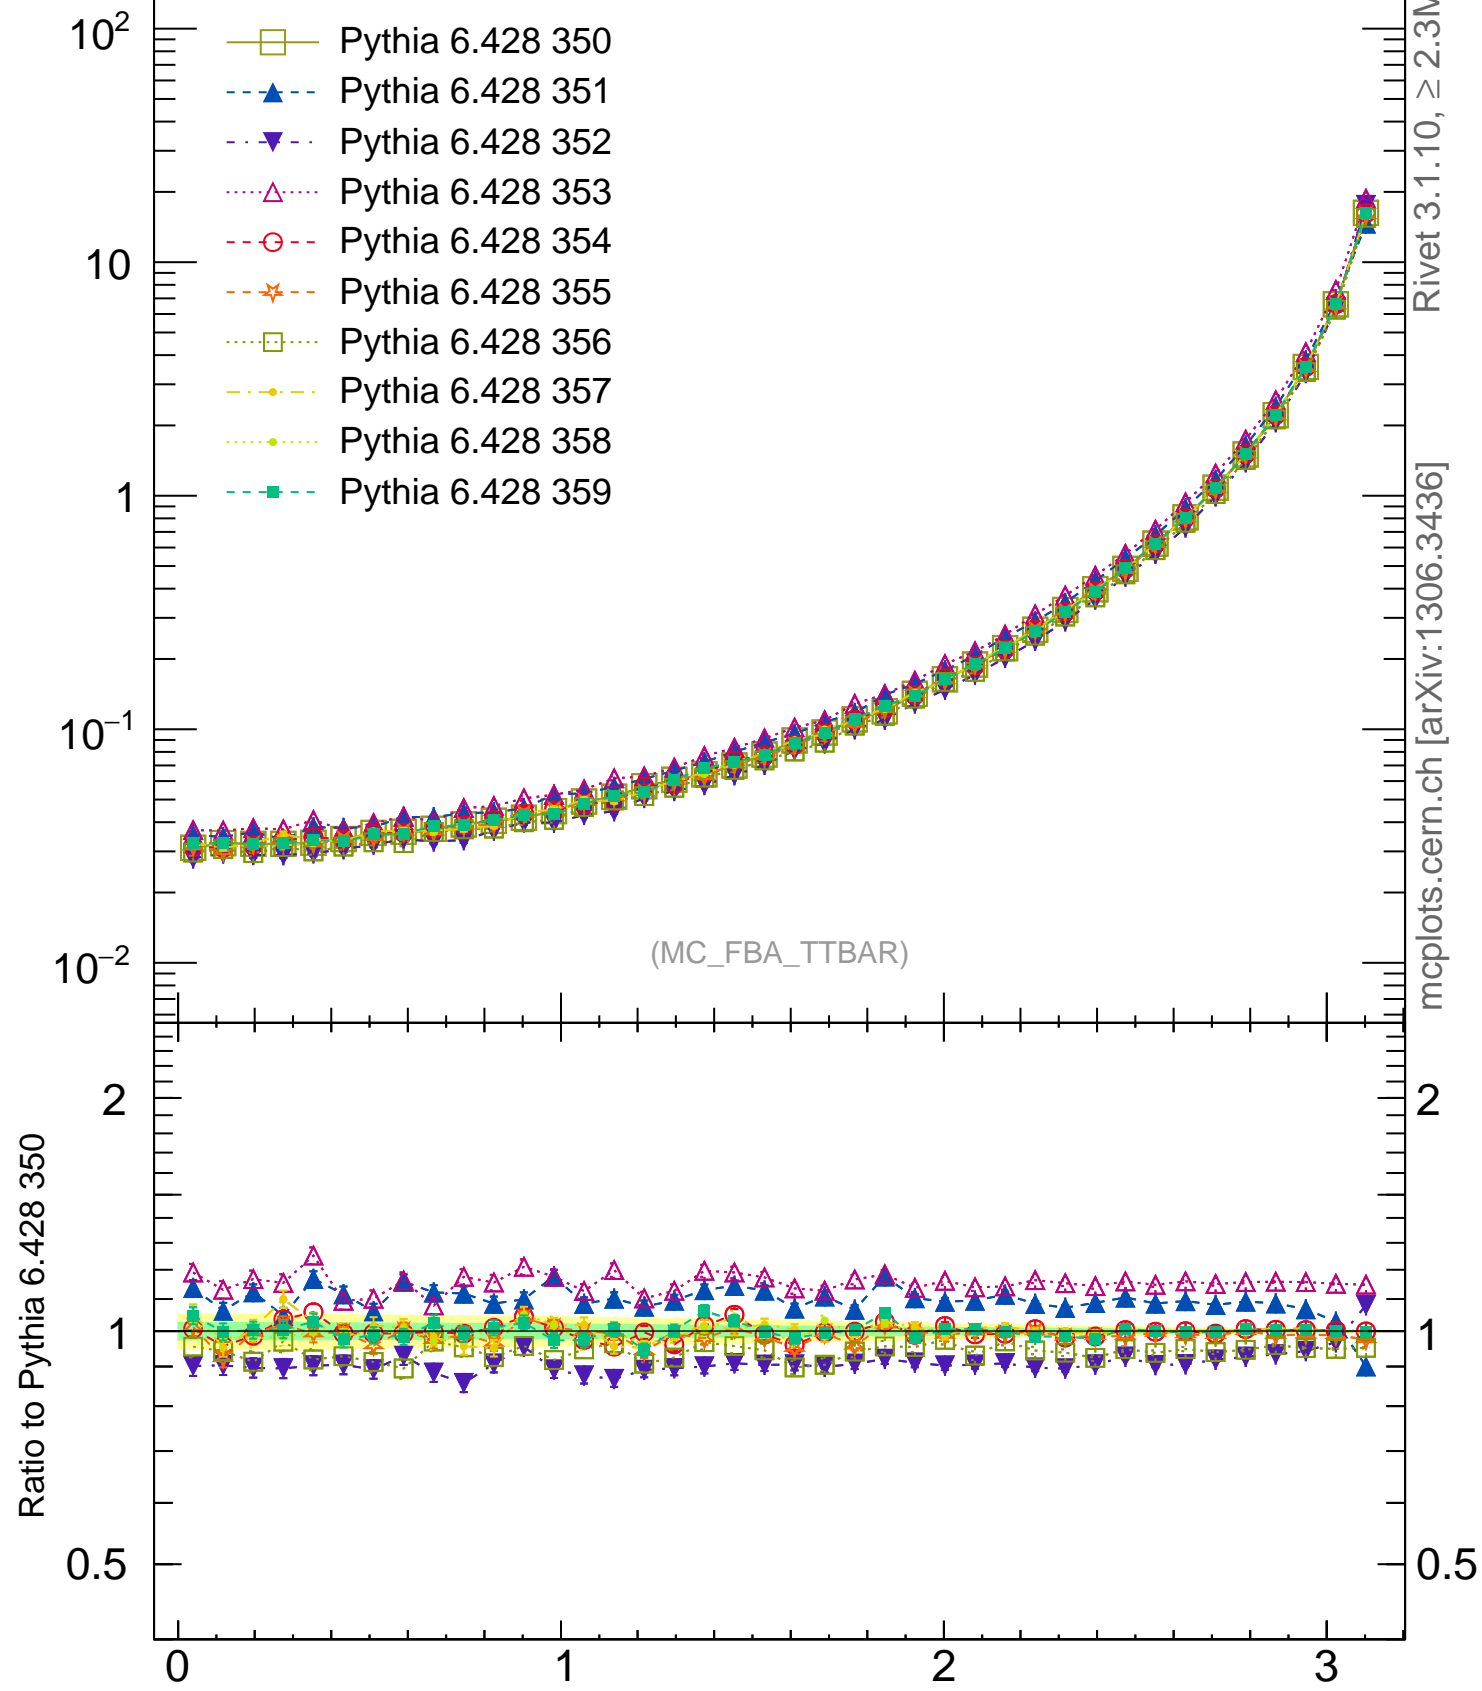 10²
10
1
10⁻¹
10⁻²
Pythia 6.428 350
Pythia 6.428 351
Pythia 6.428 352
Pythia 6.428 353
Pythia 6.428 354
Pythia 6.428 355
Pythia 6.428 356
Pythia 6.428 357
Pythia 6.428 358
Pythia 6.428 359
(MC_FBA_TTBAR)
Rivet 3.1.10, ≥ 2.3M
mcplots.cern.ch [arXiv:1306.3436]
Ratio to Pythia 6.428 350
2
1
0.5
2
1
0.5
0
1
2
3